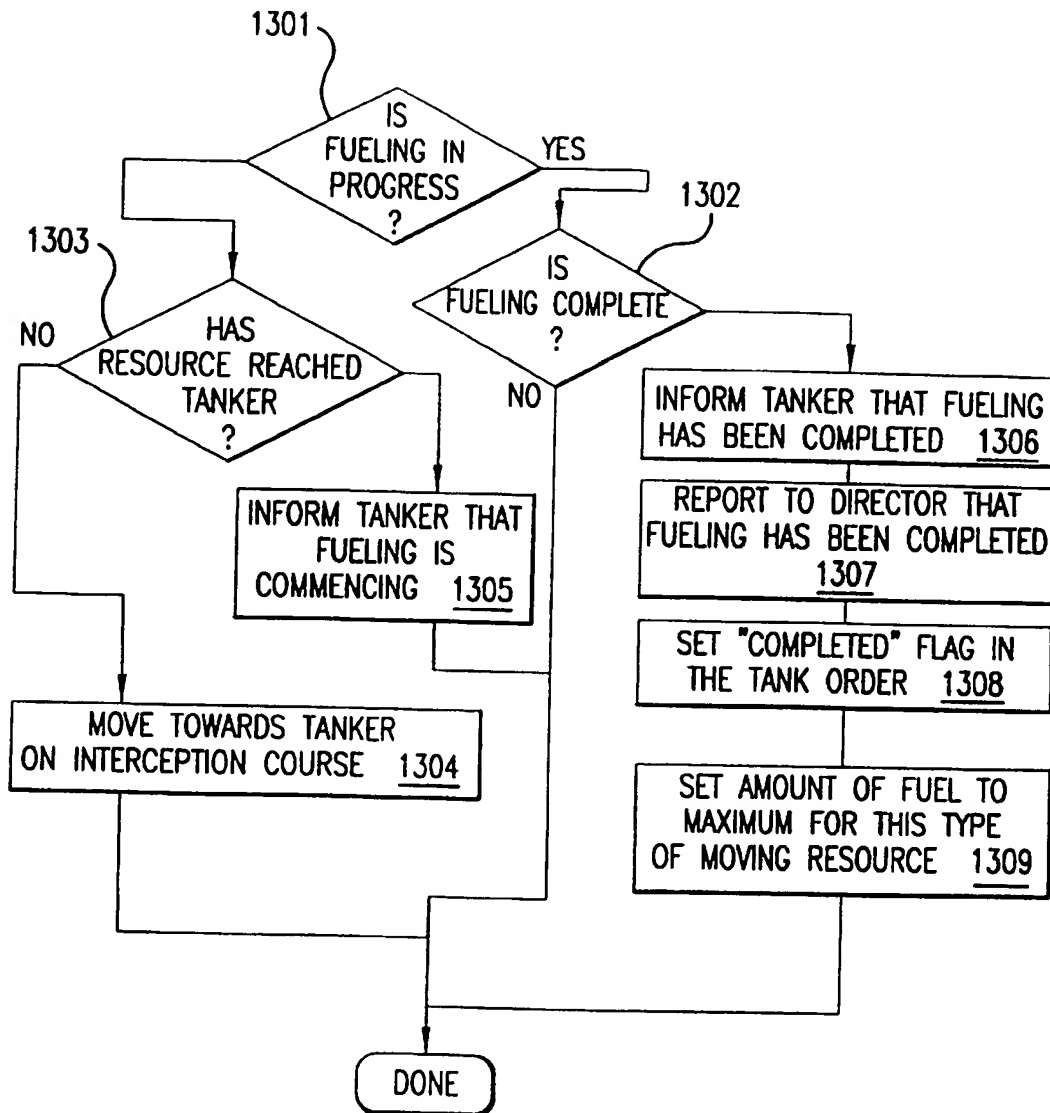 1301
IS
FUELING IN
PROGRESS
?
YES
1302
1303
IS
FUELING COMPLETE
?
NO
HAS
RESOURCE REACHED
TANKER
?
NO
INFORM TANKER THAT FUELING
HAS BEEN COMPLETED 1306
INFORM TANKER THAT
FUELING IS
COMMENCING 1305
REPORT TO DIRECTOR THAT
FUELING HAS BEEN COMPLETED
1307
SET "COMPLETED" FLAG IN
THE TANK ORDER 1308
MOVE TOWARDS TANKER
ON INTERCEPTION COURSE 1304
SET AMOUNT OF FUEL TO
MAXIMUM FOR THIS TYPE
OF MOVING RESOURCE 1309
DONE